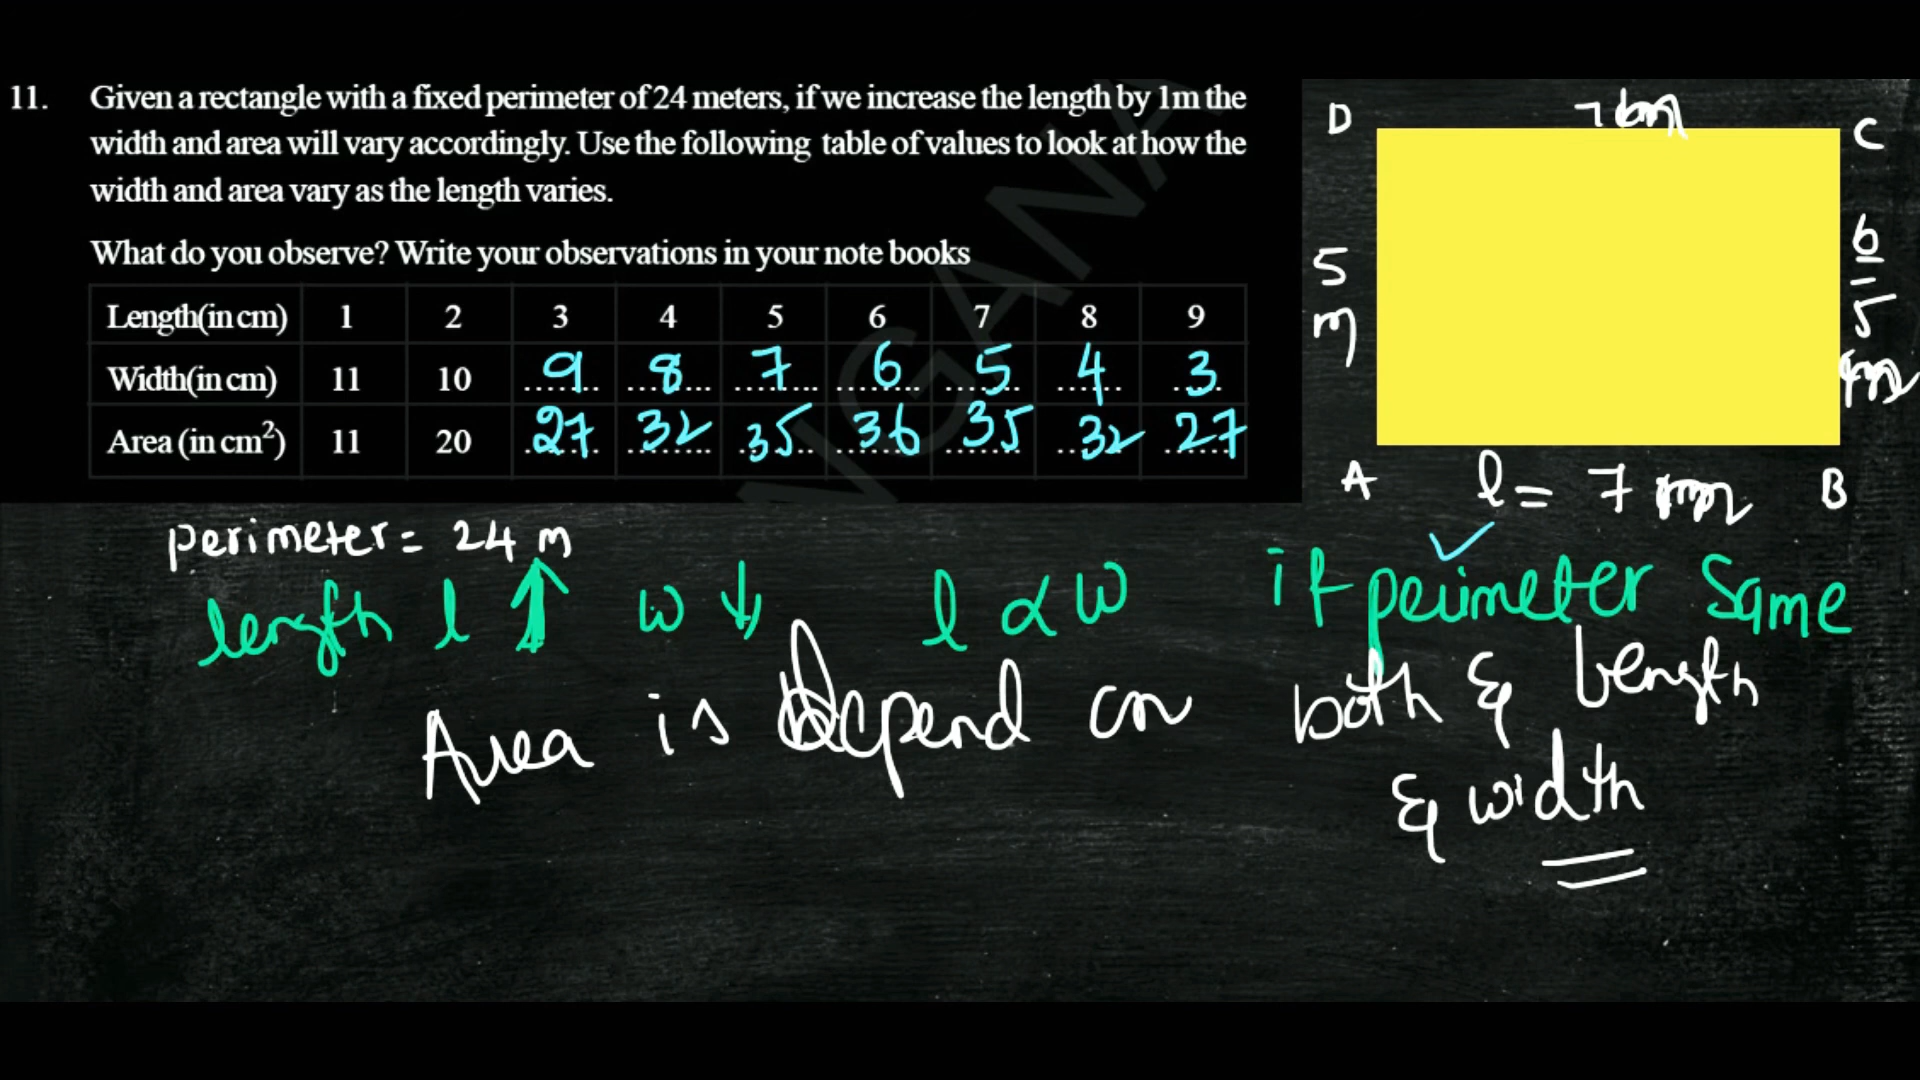 11. Given a rectangle with a fixed perimeter of 24 meters, if we increase the length by 1m the
width and area will vary accordingly. Use the following table of values to look at how the
width and area vary as the length varies.
What do you observe? Write your observations in your note books
Length(in cm) 1 2 3 4 5 6 7 8 9
Width(in cm) 11 10 9 8 7 6 5 4 3
Area (in cm²) 11 20 27 32 35 36 35 32 27
D C
5
m
6
5
A l = 7 B
perimeter = 24 m
length l ↑ w ↓ l α w if perimeter Same
Area is depend on both & length
& width